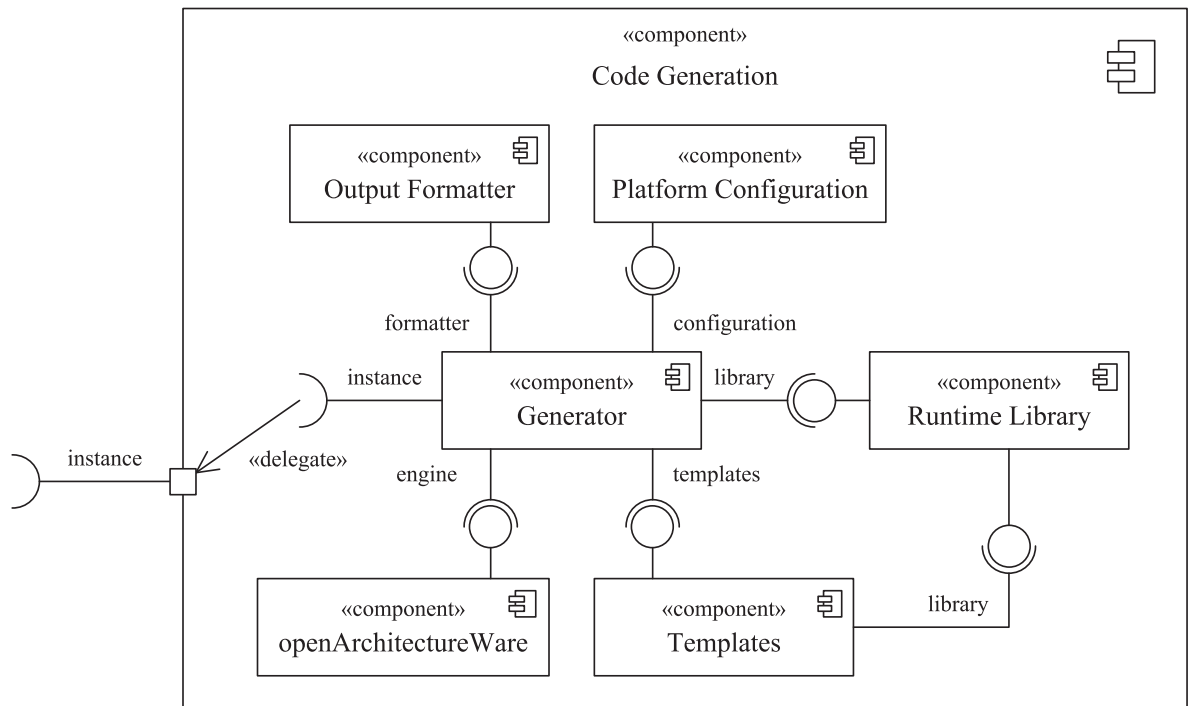 «component»
Code Generation
«component»
Output Formatter
«component»
Platform Configuration
formatter
configuration
instance
«component»
Generator
library
«component»
Runtime Library
instance
«delegate»
engine
templates
«component»
openArchitectureWare
«component»
Templates
library